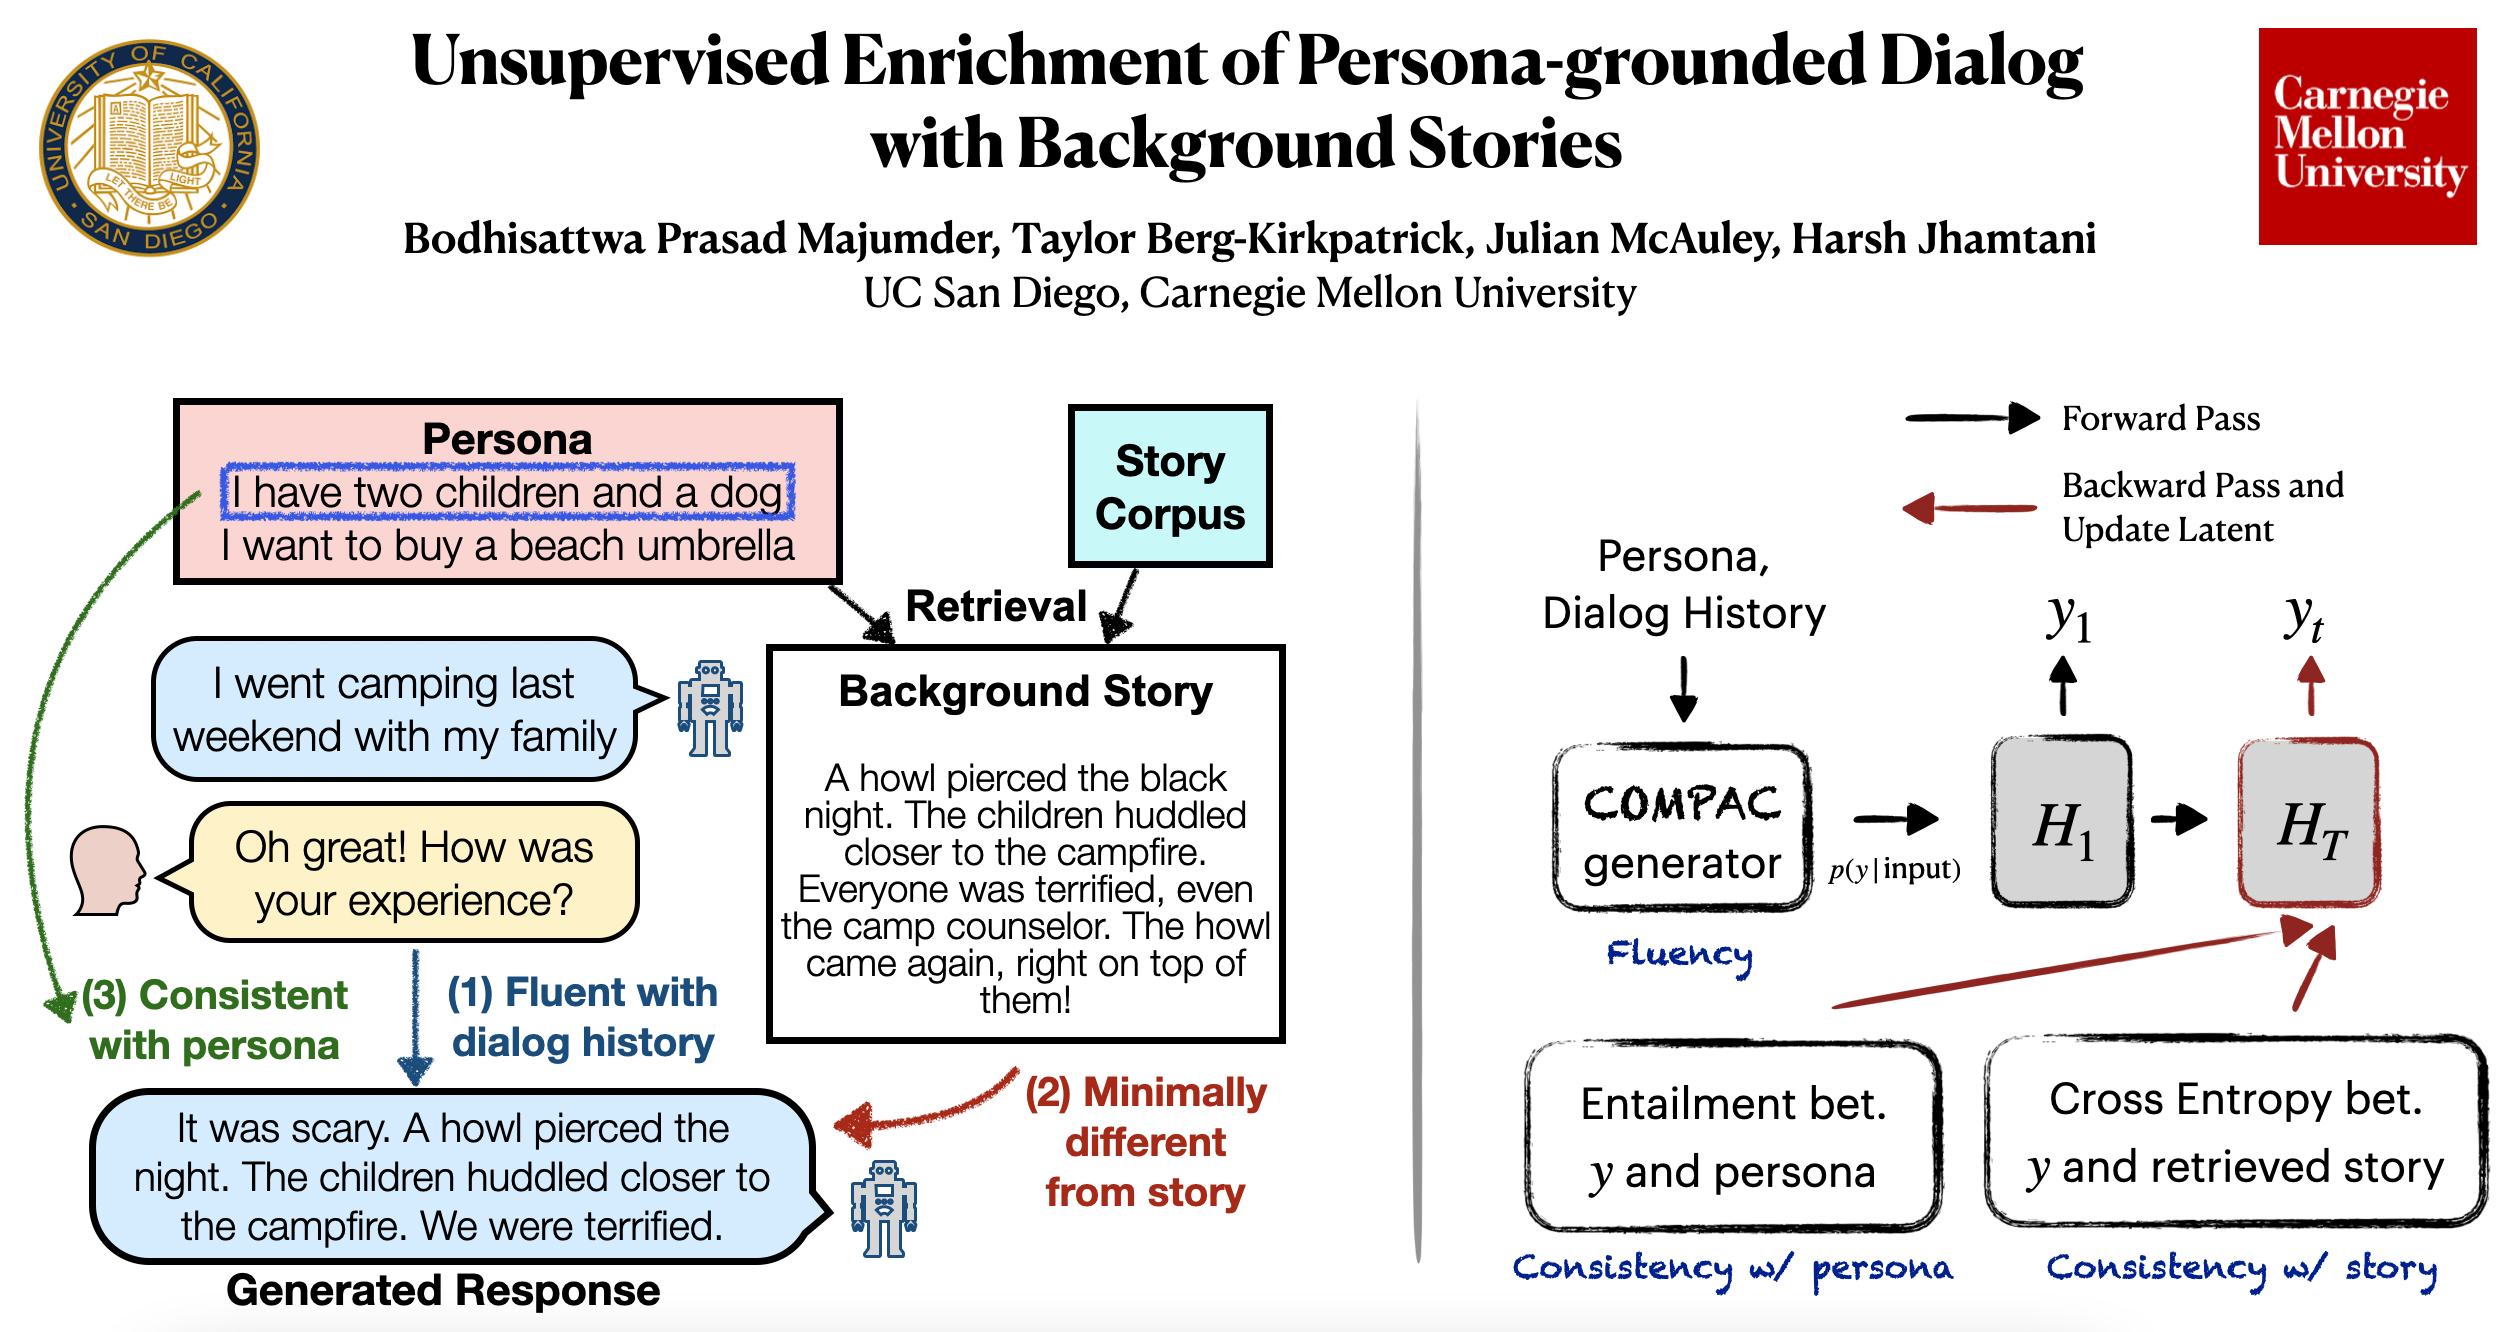 UNIVERSITY OF CALIFORNIA
SAN DIEGO
LET THERE BE LIGHT
A
Unsupervised Enrichment of Persona-grounded Dialog
with Background Stories
Bodhisattwa Prasad Majumder, Taylor Berg-Kirkpatrick, Julian McAuley, Harsh Jhamtani
UC San Diego, Carnegie Mellon University
Carnegie
Mellon
University
Persona
I have two children and a dog
I want to buy a beach umbrella
Story
Corpus
Retrieval
I went camping last
weekend with my family
Oh great! How was
your experience?
Background Story
A howl pierced the black
night. The children huddled
closer to the campfire.
Everyone was terrified, even
the camp counselor. The howl
came again, right on top of
them!
(3) Consistent
with persona
(1) Fluent with
dialog history
(2) Minimally
different
from story
It was scary. A howl pierced the
night. The children huddled closer to
the campfire. We were terrified.
Generated Response
Forward Pass
Backward Pass and
Update Latent
Persona,
Dialog History
y1
yt
COMPAC
generator
p(y|input)
H1
HT
Fluency
Entailment bet.
y and persona
Cross Entropy bet.
y and retrieved story
Consistency w/ persona
Consistency w/ story